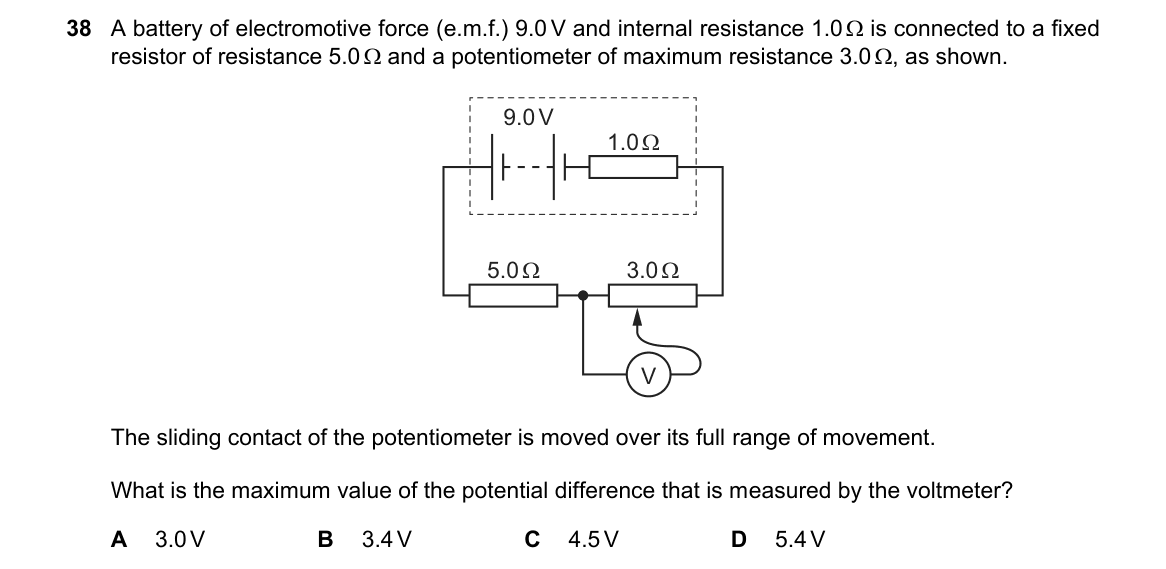 38 A battery of electromotive force (e.m.f.) 9.0 V and internal resistance 1.0 Ω is connected to a fixed
resistor of resistance 5.0 Ω and a potentiometer of maximum resistance 3.0 Ω, as shown.
9.0 V
1.0 Ω
5.0 Ω
3.0 Ω
V
The sliding contact of the potentiometer is moved over its full range of movement.
What is the maximum value of the potential difference that is measured by the voltmeter?
A 3.0 V B 3.4 V C 4.5 V D 5.4 V